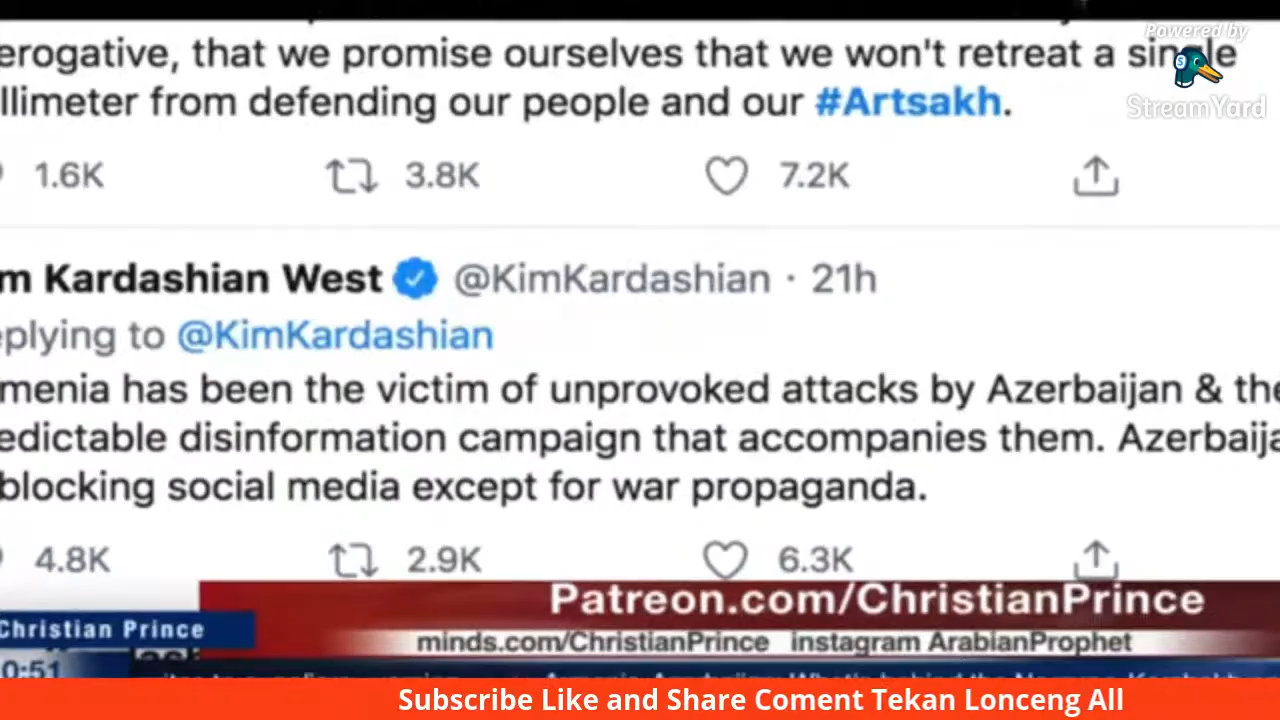 Powered by
StreamYard
erogative, that we promise ourselves that we won't retreat a single
llimeter from defending our people and our #Artsakh.
1.6K 3.8K 7.2K
m Kardashian West @KimKardashian · 21h
eplying to @KimKardashian
menia has been the victim of unprovoked attacks by Azerbaijan & the
edictable disinformation campaign that accompanies them. Azerbaija
blocking social media except for war propaganda.
4.8K 2.9K 6.3K
Patreon.com/ChristianPrince
Christian Prince
minds.com/ChristianPrince instagram ArabianProphet
0:51
Subscribe Like and Share Coment Tekan Lonceng All